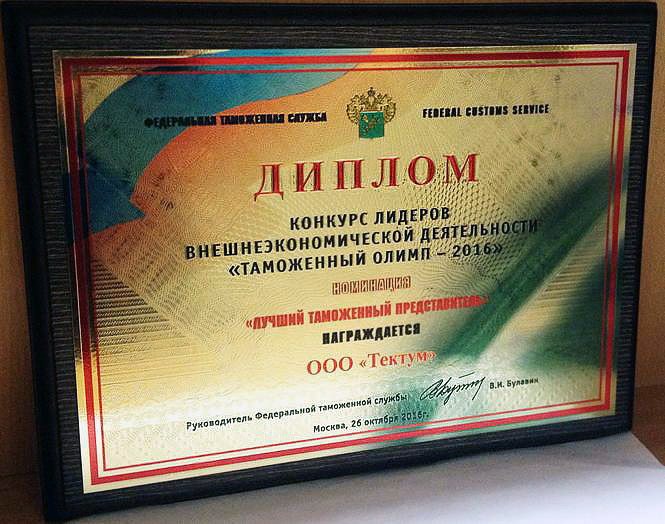 ФЕДЕРАЛЬНАЯ ТАМОЖЕННАЯ СЛУЖБА
FEDERAL CUSTOMS SERVICE
ДИПЛОМ
КОНКУРС ЛИДЕРОВ
ВНЕШНЕЭКОНОМИЧЕСКОЙ ДЕЯТЕЛЬНОСТИ
«ТАМОЖЕННЫЙ ОЛИМП – 2016»
НОМИНАЦИЯ
«ЛУЧШИЙ ТАМОЖЕННЫЙ ПРЕДСТАВИТЕЛЬ»
НАГРАЖДАЕТСЯ
ООО «Тектум»
Руководитель Федеральной таможенной службы В.И. Булавин
Москва, 26 октября 2016г.